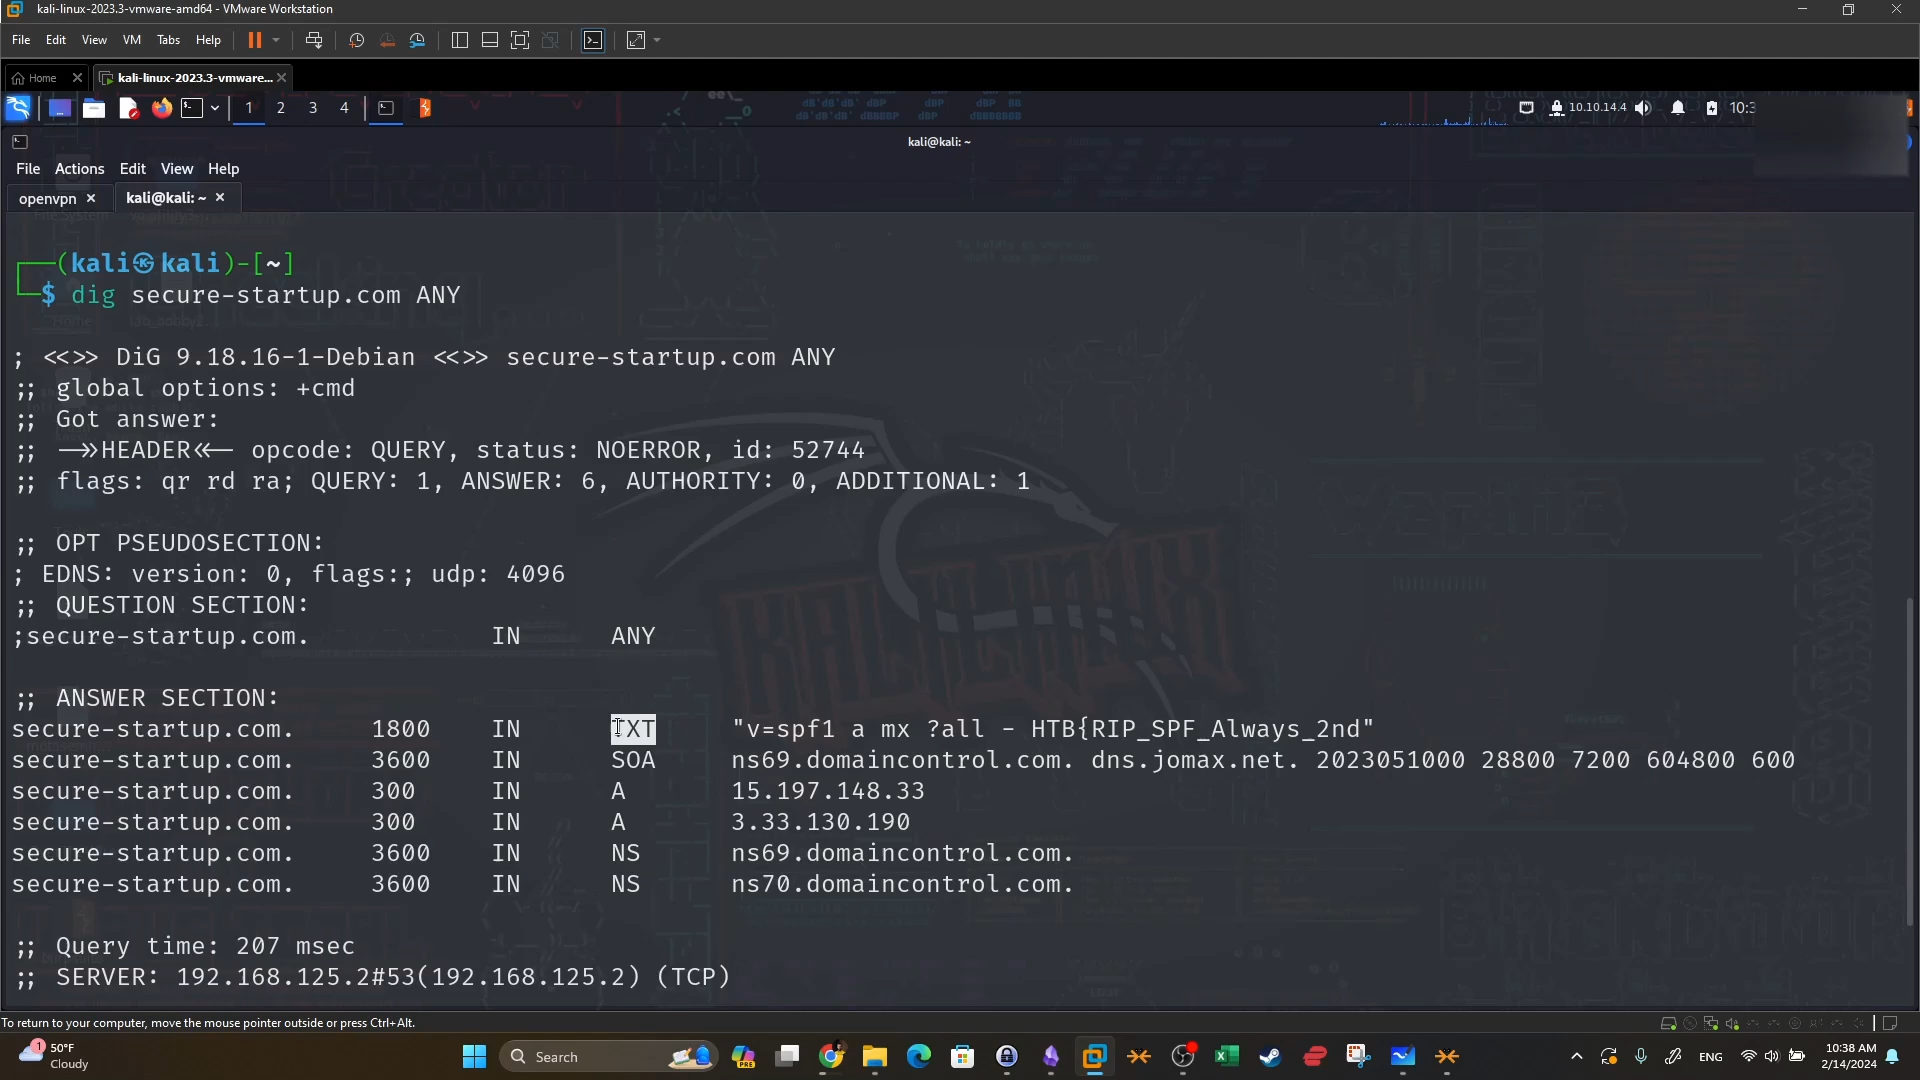 kali-linux-2023.3-vmware-amd64 - VMware Workstation
File Edit View VM Tabs Help
Home kali-linux-2023.3-vmware...
1 2 3 4 10.10.14.4 10:3
kali@kali: ~
File Actions Edit View Help
openvpn kali@kali: ~
┌──(kali㉿kali)-[~]
└─$ dig secure-startup.com ANY
; <<>> DiG 9.18.16-1-Debian <<>> secure-startup.com ANY
;; global options: +cmd
;; Got answer:
;; ->>HEADER<<- opcode: QUERY, status: NOERROR, id: 52744
;; flags: qr rd ra; QUERY: 1, ANSWER: 6, AUTHORITY: 0, ADDITIONAL: 1
;; OPT PSEUDOSECTION:
; EDNS: version: 0, flags:; udp: 4096
;; QUESTION SECTION:
;secure-startup.com. IN ANY
;; ANSWER SECTION:
secure-startup.com. 1800 IN TXT "v=spf1 a mx ?all - HTB{RIP_SPF_Always_2nd"
secure-startup.com. 3600 IN SOA ns69.domaincontrol.com. dns.jomax.net. 2023051000 28800 7200 604800 600
secure-startup.com. 300 IN A 15.197.148.33
secure-startup.com. 300 IN A 3.33.130.190
secure-startup.com. 3600 IN NS ns69.domaincontrol.com.
secure-startup.com. 3600 IN NS ns70.domaincontrol.com.
;; Query time: 207 msec
;; SERVER: 192.168.125.2#53(192.168.125.2) (TCP)
KALI LINUX
To return to your computer, move the mouse pointer outside or press Ctrl+Alt.
1 50°F
Cloudy
Search
PRE
ENG
10:38 AM
2/14/2024